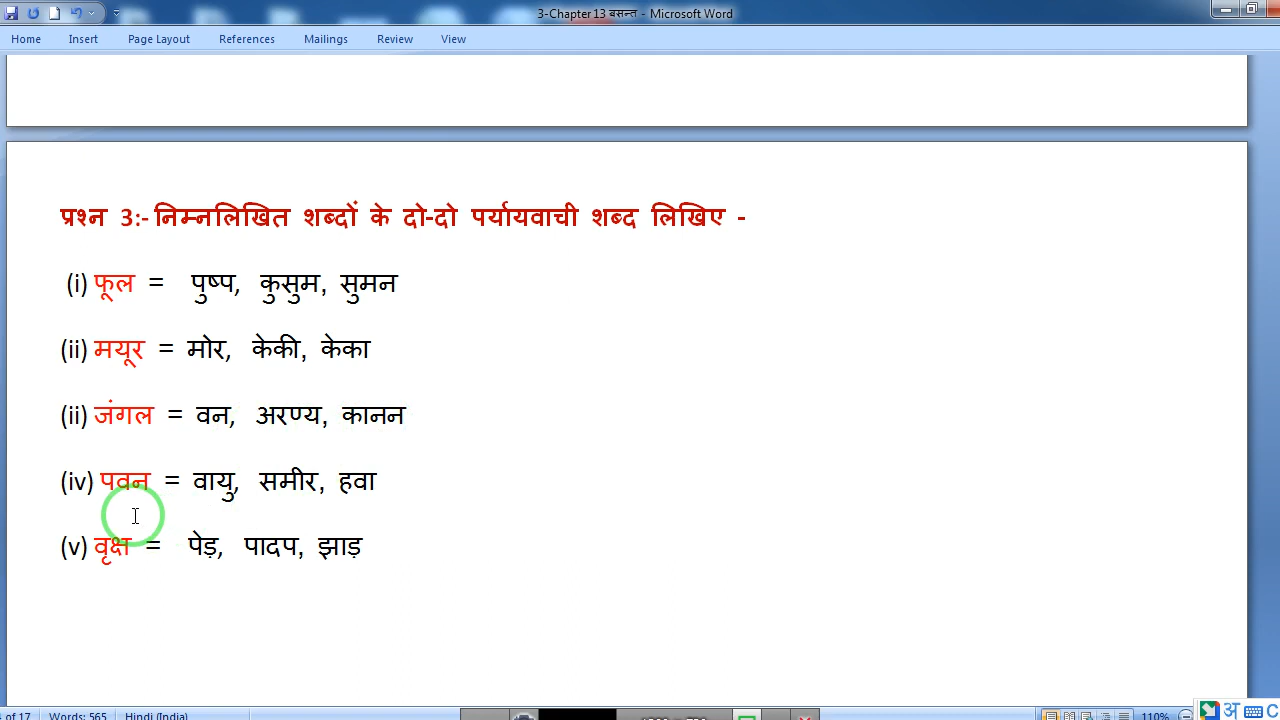 3-Chapter 13 बसन्त - Microsoft Word
Home Insert Page Layout References Mailings Review View
प्रश्न 3:- निम्नलिखित शब्दों के दो-दो पर्यायवाची शब्द लिखिए -
(i) फूल = पुष्प, कुसुम, सुमन
(ii) मयूर = मोर, केकी, केका
(ii) जंगल = वन, अरण्य, कानन
(iv) पवन = वायु, समीर, हवा
(v) वृक्ष = पेड़, पादप, झाड़
of 17 Words: 565 Hindi (India) 110% अ C